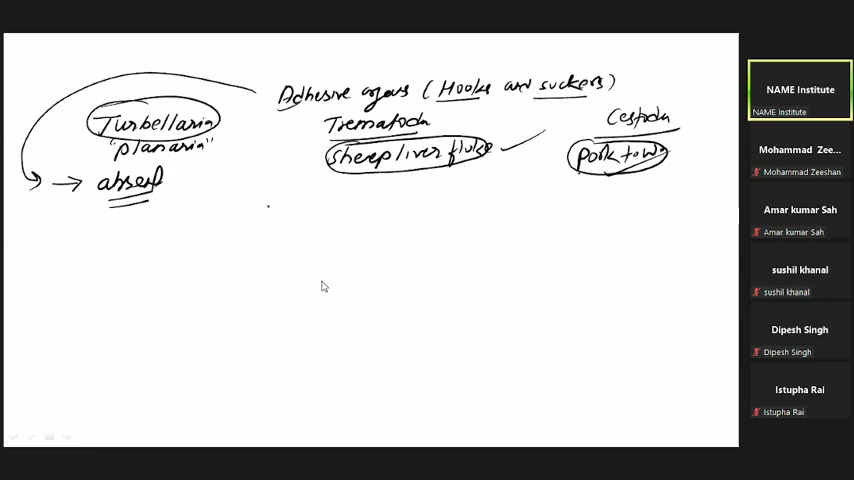 Adhesive organs (Hooks and suckers)
Turbellaria
Trematoda
Cestoda
"planaria"
sheep liver fluke
pork
→ absent
NAME Institute
NAME Institute
Mohammad Zee...
Mohammad Zeeshan
Amar kumar Sah
Amar kumar Sah
sushil khanal
sushil khanal
Dipesh Singh
Dipesh Singh
Istupha Rai
Istupha Rai